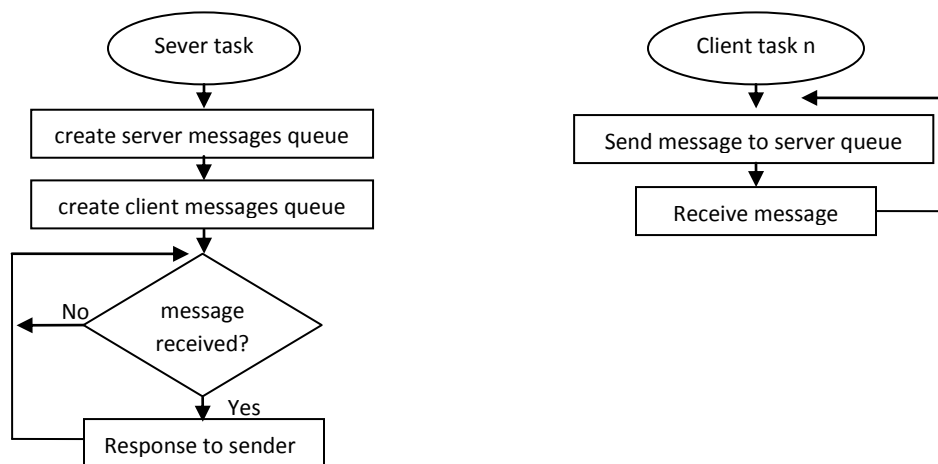 Sever task
create server messages queue
create client messages queue
No
message
received?
Yes
Response to sender
Client task n
Send message to server queue
Receive message